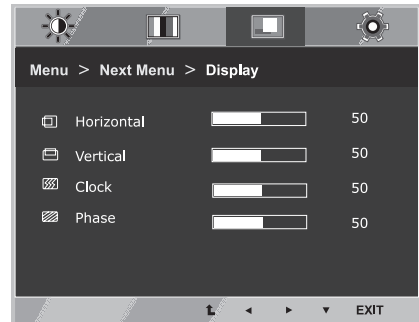 Menu > Next Menu > Display
Horizontal 50
Vertical 50
Clock 50
Phase 50
EXIT